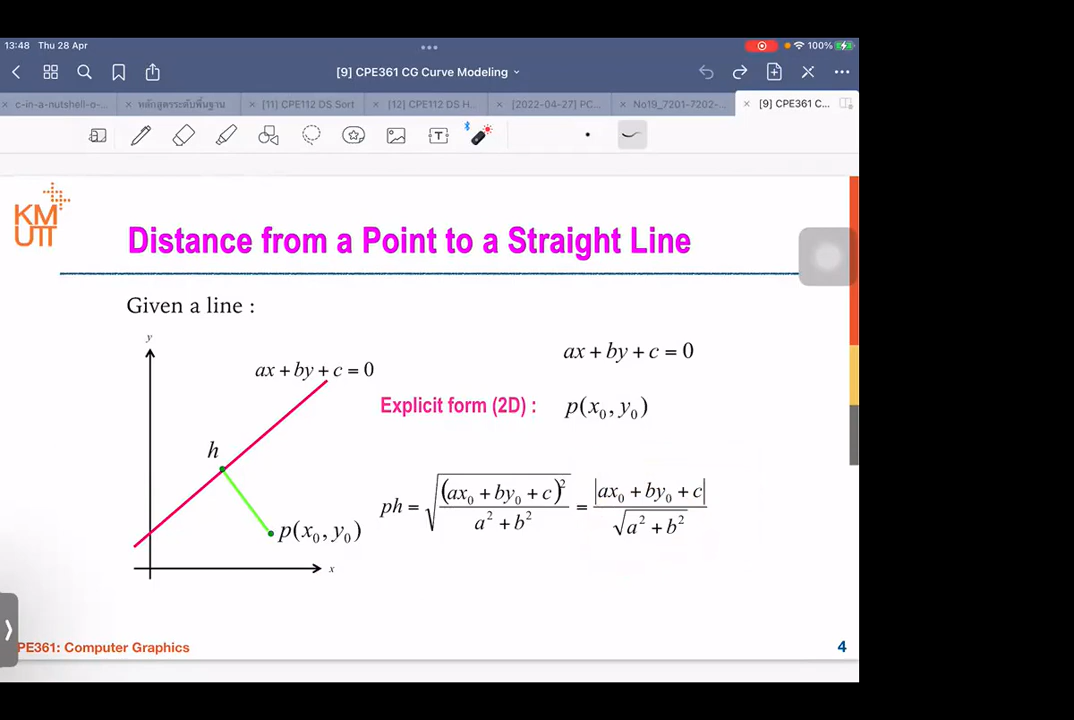 13:48 Thu 28 Apr
100%
[9] CPE361 CG Curve Modeling
c-in-a-nutshell-o-...
หลักสูตรระดับพื้นฐาน
[11] CPE112 DS Sort
[12] CPE112 DS H...
[2022-04-27] PC...
No19_7201-7202-...
[9] CPE361 C...
T
KM
UTT
Distance from a Point to a Straight Line
Given a line :
y
ax + by + c = 0
ax + by + c = 0
Explicit form (2D) : p(x₀, y₀)
h
ph = √((ax₀ + by₀ + c)² / (a² + b²)) = |ax₀ + by₀ + c| / √(a² + b²)
p(x₀, y₀)
x
PE361: Computer Graphics
4